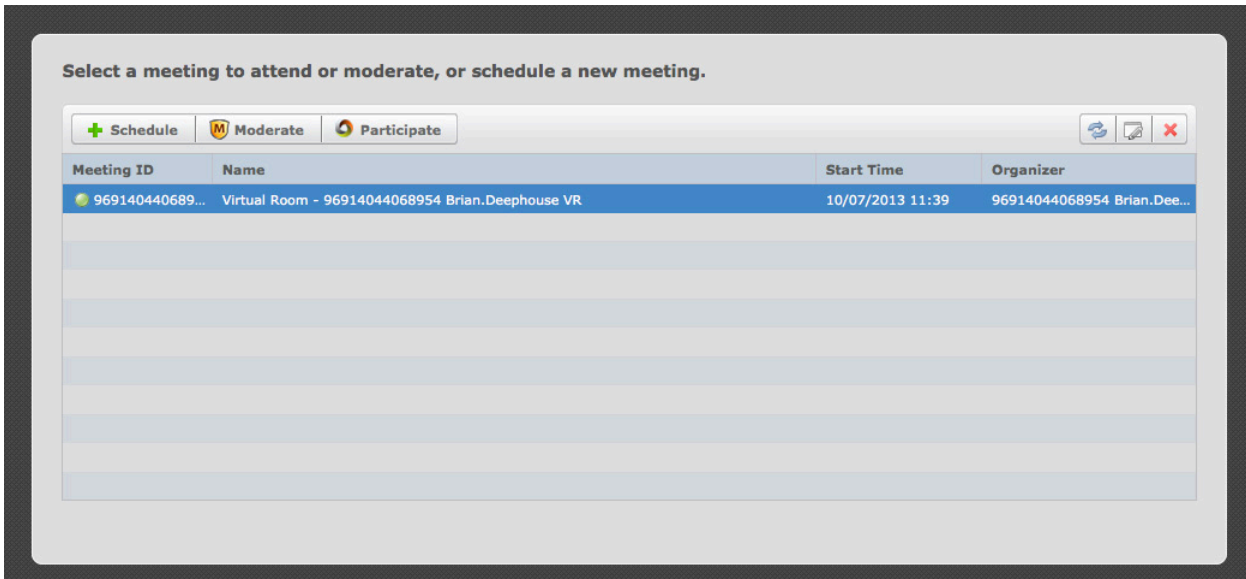 Select a meeting to attend or moderate, or schedule a new meeting.
Schedule M Moderate Participate
Meeting ID Name Start Time Organizer
969140440689... Virtual Room - 96914044068954 Brian.Deephouse VR 10/07/2013 11:39 96914044068954 Brian.Dee...